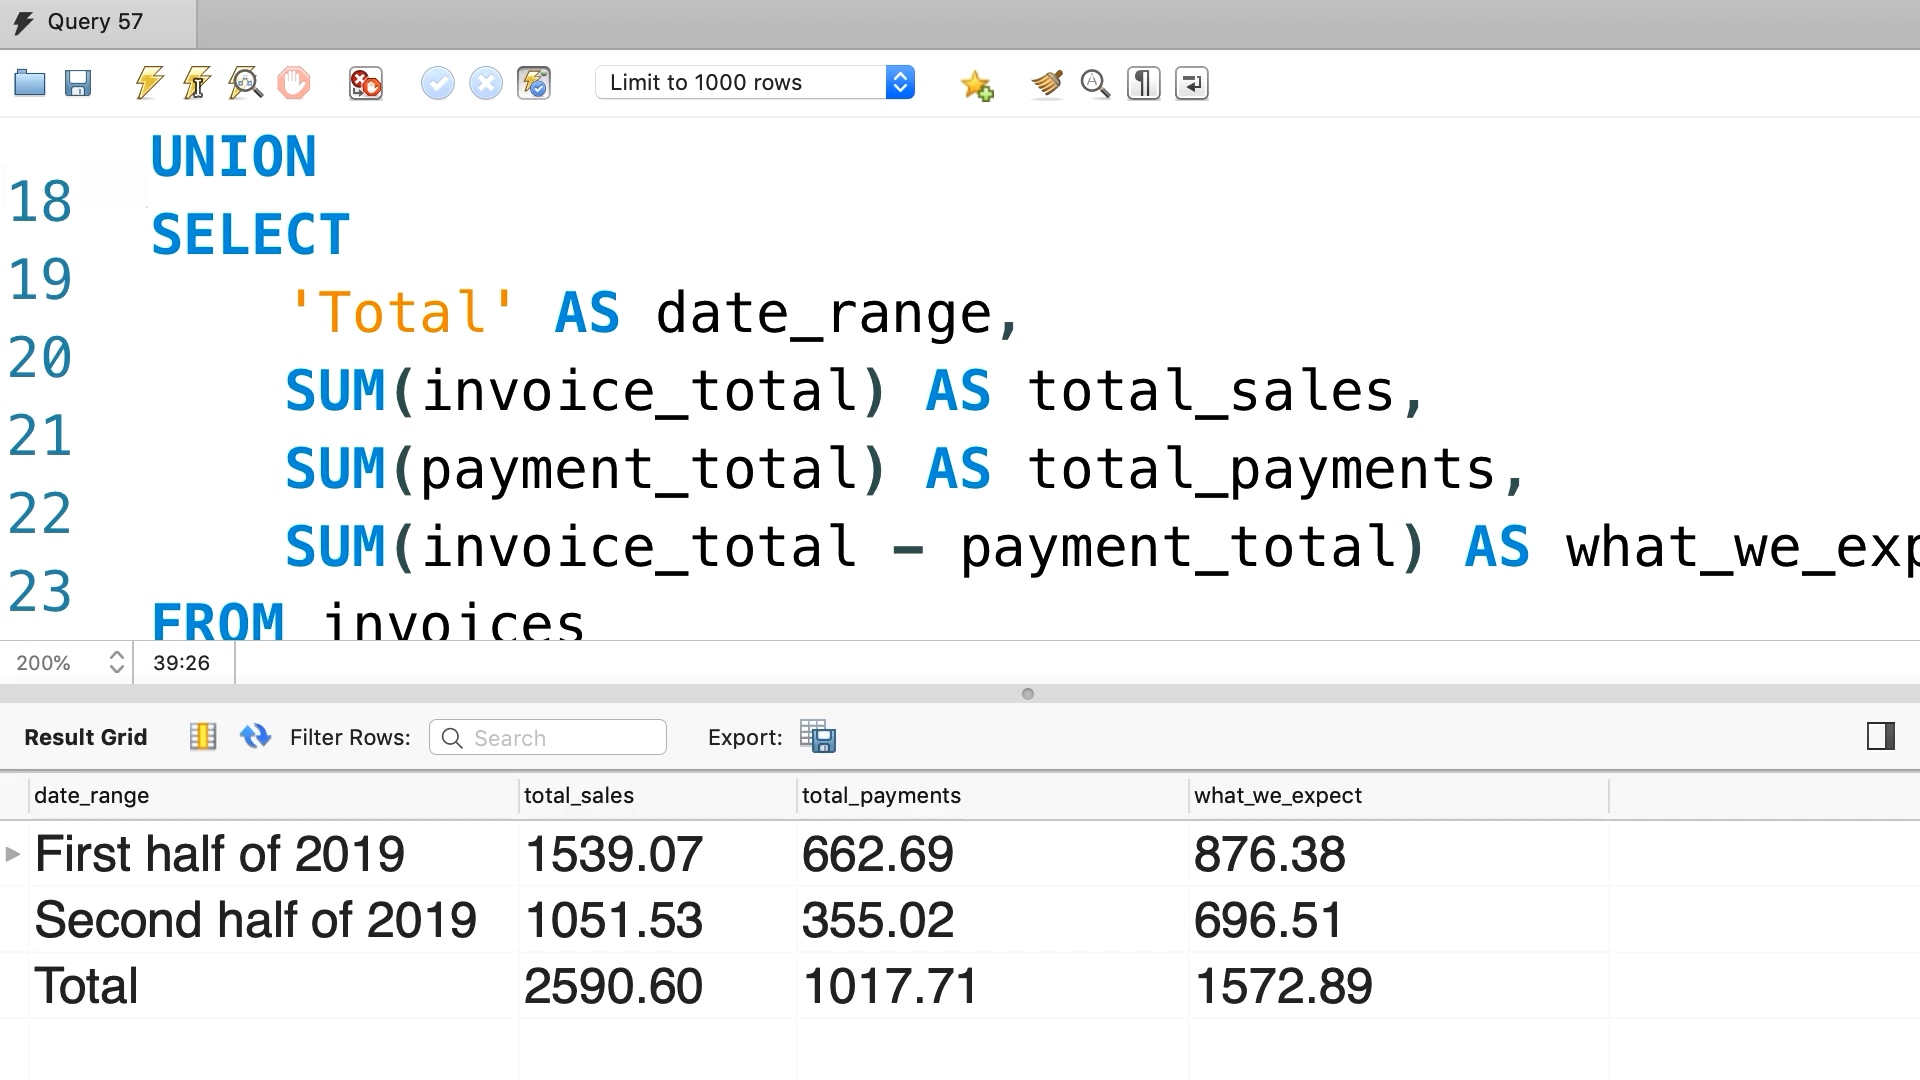 Query 57
Limit to 1000 rows
UNION
18
SELECT
19
'Total' AS date_range,
20
SUM(invoice_total) AS total_sales,
21
SUM(payment_total) AS total_payments,
22
SUM(invoice_total - payment_total) AS what_we_exp
23
FROM invoices
200% 39:26
Result Grid Filter Rows: Search Export:
date_range total_sales total_payments what_we_expect
First half of 2019 1539.07 662.69 876.38
Second half of 2019 1051.53 355.02 696.51
Total 2590.60 1017.71 1572.89